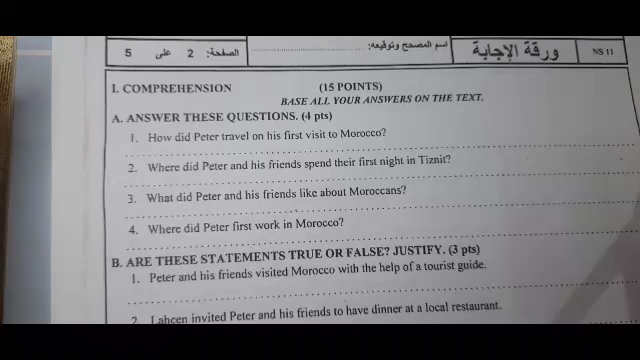 NS 11
ورقة الإجابة
اسم المصحح وتوقيعه:
الصفحة: 2 على 5
I. COMPREHENSION (15 POINTS)
BASE ALL YOUR ANSWERS ON THE TEXT.
A. ANSWER THESE QUESTIONS. (4 pts)
1. How did Peter travel on his first visit to Morocco?
2. Where did Peter and his friends spend their first night in Tiznit?
3. What did Peter and his friends like about Moroccans?
4. Where did Peter first work in Morocco?
B. ARE THESE STATEMENTS TRUE OR FALSE? JUSTIFY. (3 pts)
1. Peter and his friends visited Morocco with the help of a tourist guide.
2. Lahcen invited Peter and his friends to have dinner at a local restaurant.